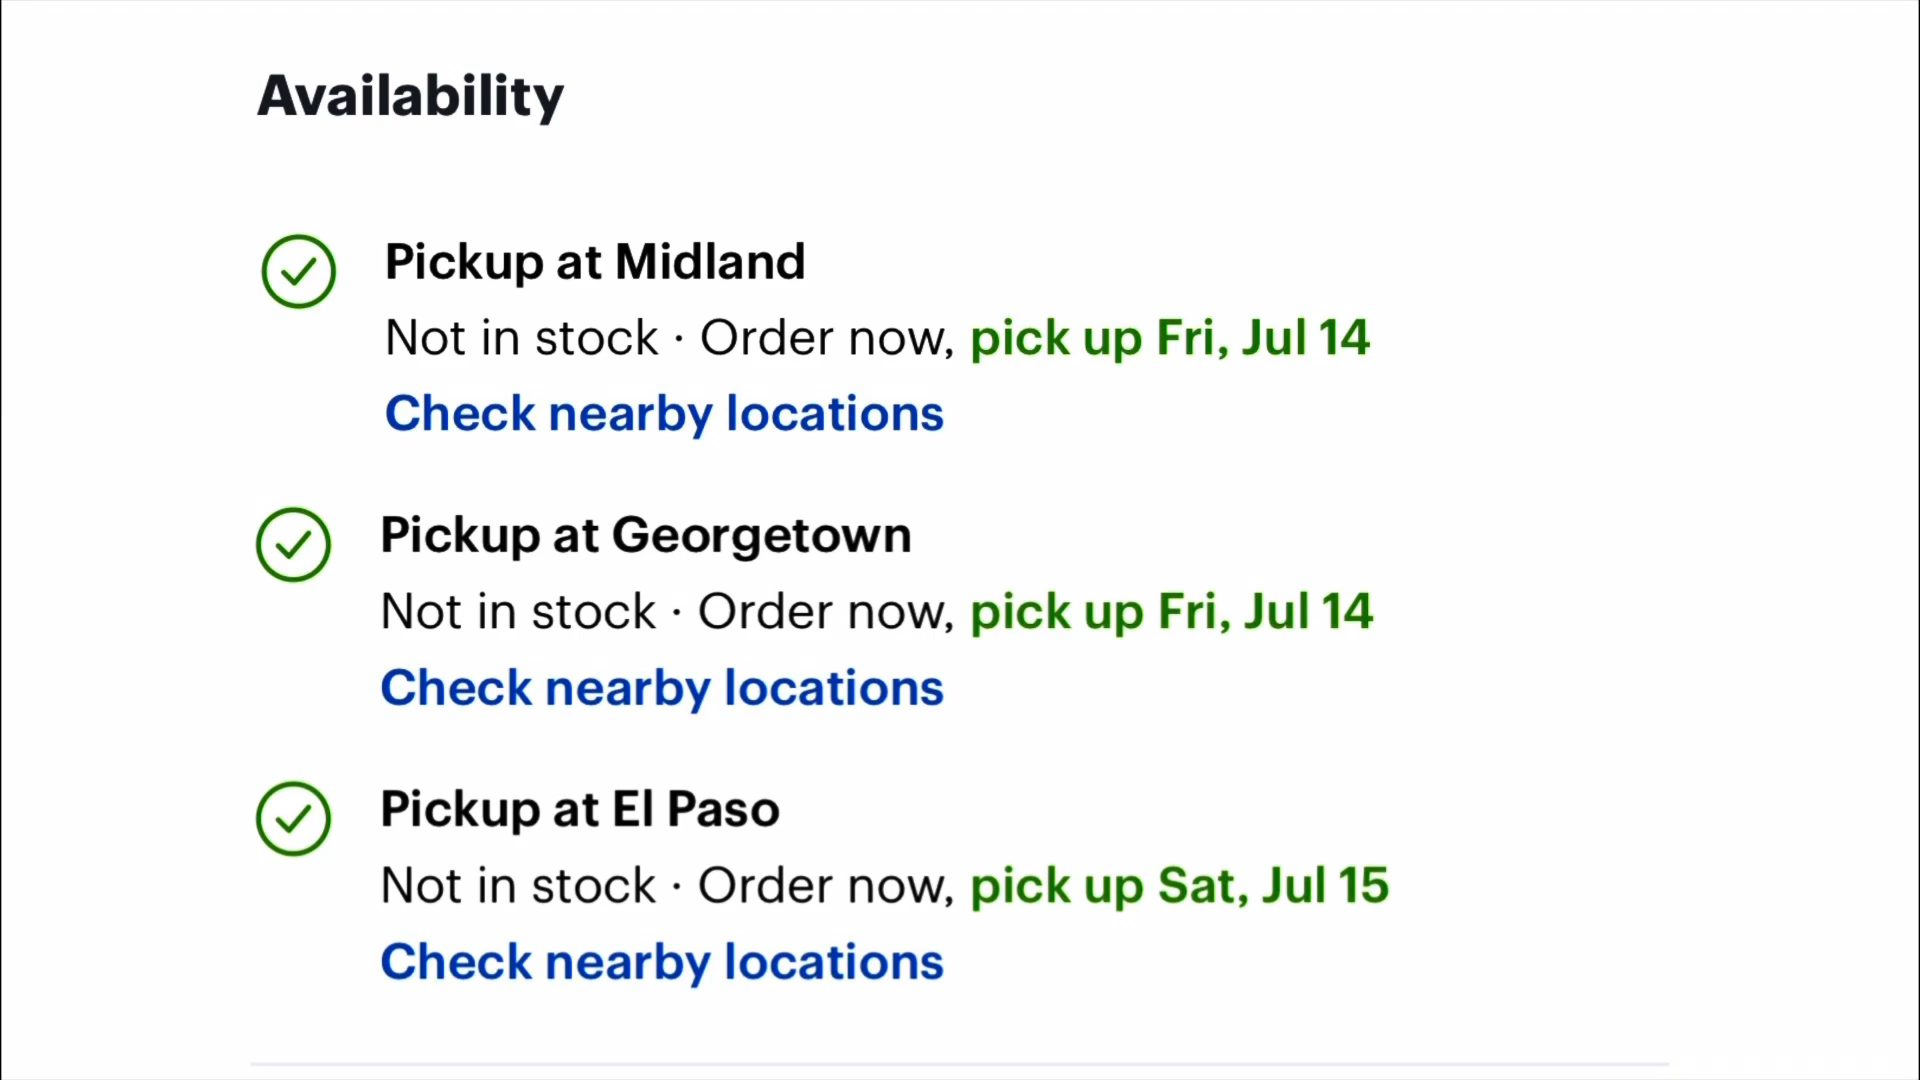 Availability
Pickup at Midland
Not in stock · Order now, pick up Fri, Jul 14
Check nearby locations
Pickup at Georgetown
Not in stock · Order now, pick up Fri, Jul 14
Check nearby locations
Pickup at El Paso
Not in stock · Order now, pick up Sat, Jul 15
Check nearby locations